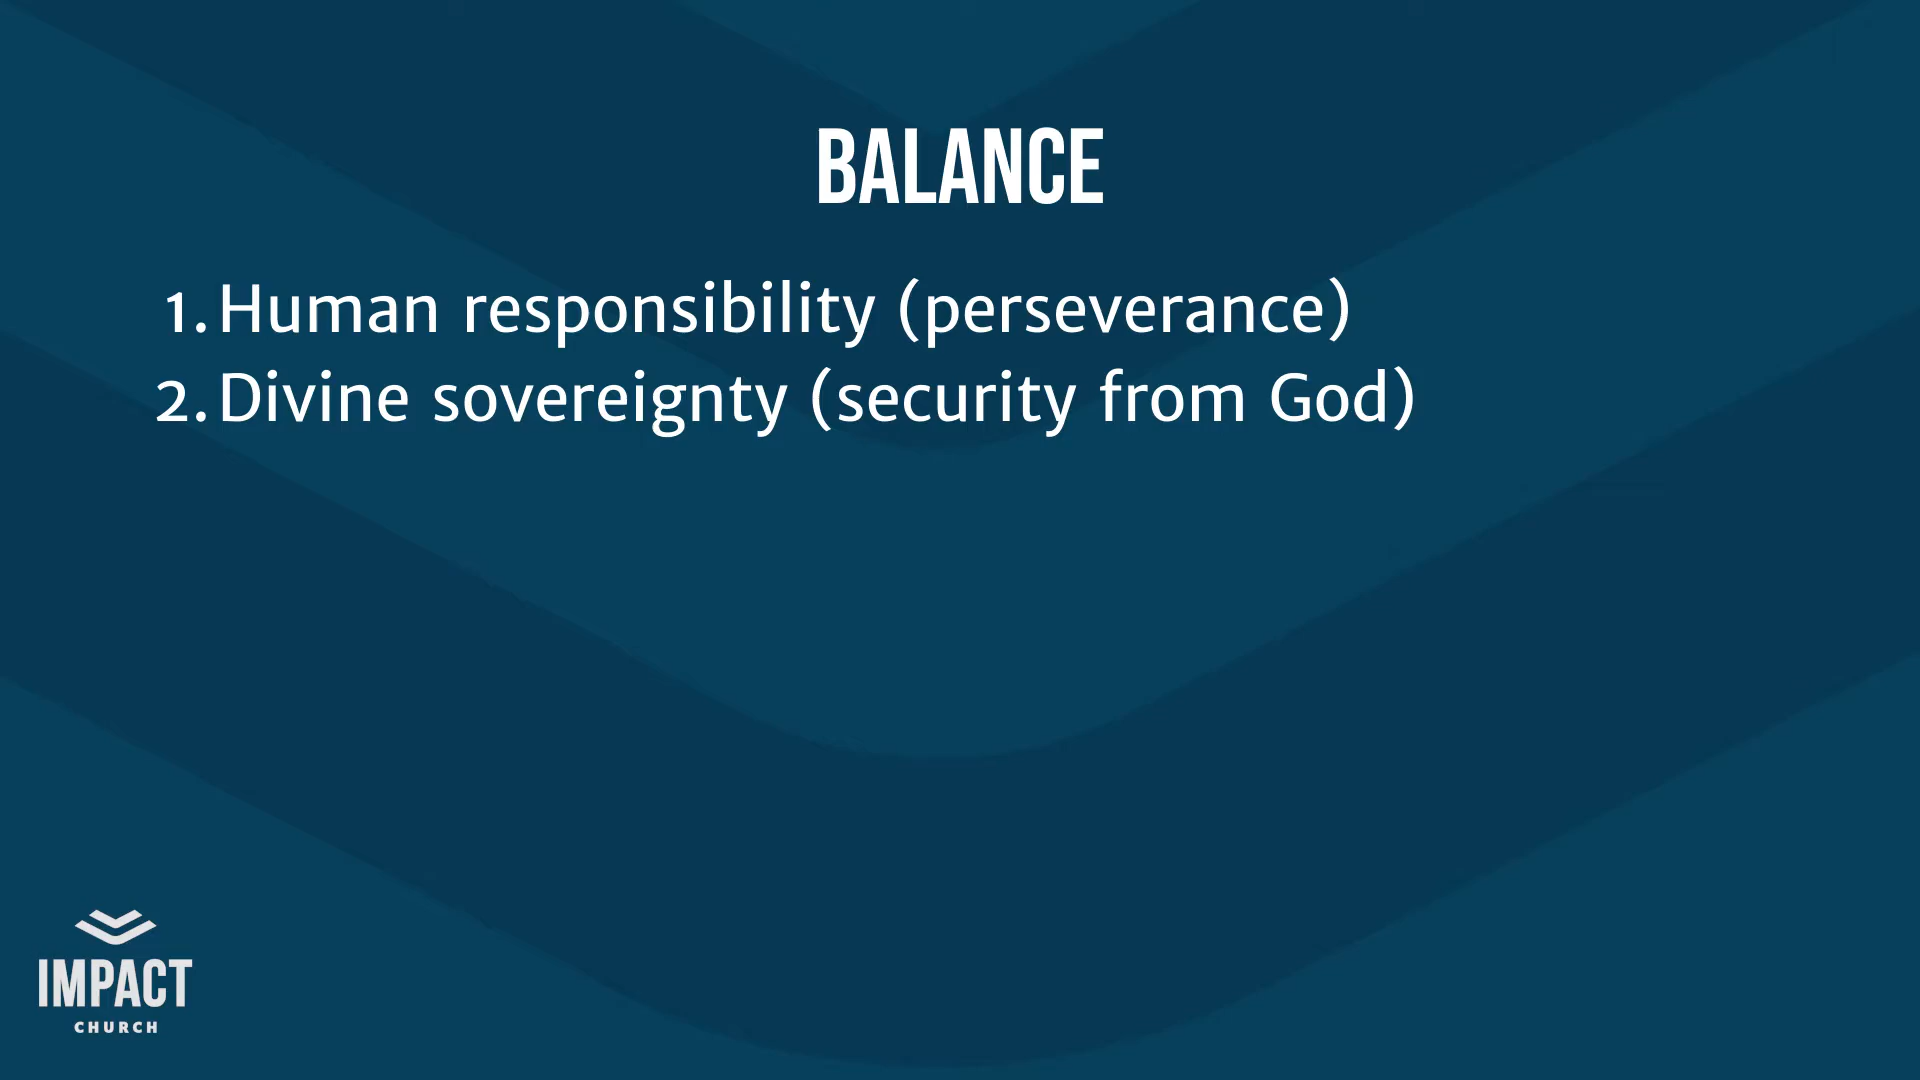 BALANCE
1. Human responsibility (perseverance)
2. Divine sovereignty (security from God)
IMPACT
CHURCH